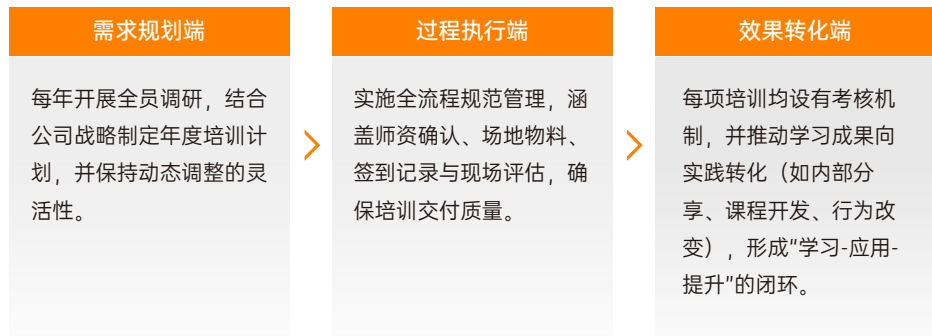 需求规划端
每年开展全员调研，结合
公司战略制定年度培训计
划，并保持动态调整的灵
活性。
过程执行端
实施全流程规范管理，涵
盖师资确认、场地物料、
签到记录与现场评估，确
保培训交付质量。
效果转化端
每项培训均设有考核机
制，并推动学习成果向
实践转化（如内部分
享、课程开发、行为改
变），形成"学习-应用-
提升"的闭环。